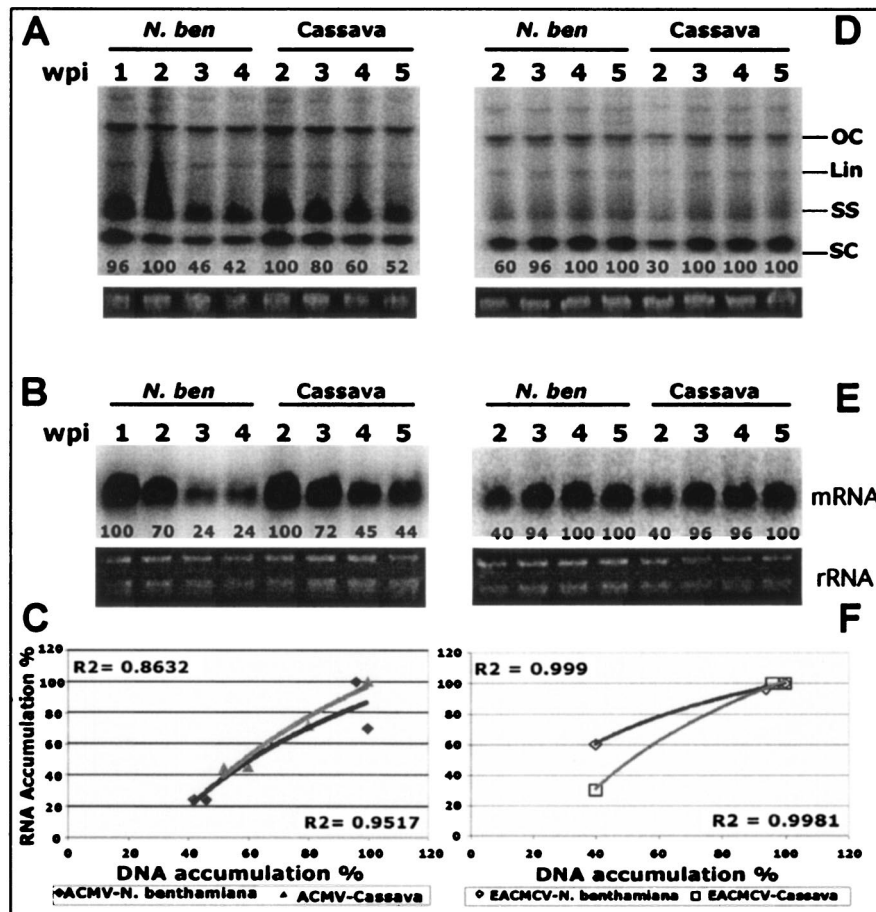 A
N. ben Cassava
wpi 1 2 3 4 2 3 4 5
96 100 46 42 100 80 60 52
D
N. ben Cassava
2 3 4 5 2 3 4 5
OC
Lin
SS
SC
60 96 100 100 30 100 100 100
B
N. ben Cassava
wpi 1 2 3 4 2 3 4 5
100 70 24 24 100 72 45 44
E
N. ben Cassava
2 3 4 5 2 3 4 5
mRNA
40 94 100 100 40 96 96 100
rRNA
C
120
100
80
60
40
20
0
RNA Accumulation %
R2= 0.8632
R2= 0.9517
0 20 40 60 80 100 120
DNA accumulation %
ACMV-N. benthamiana ACMV-Cassava
F
120
100
80
60
40
20
0
R2 = 0.999
R2 = 0.9981
0 20 40 60 80 100 120
DNA accumulation %
EACMCV-N. benthamiana EACMCV-Cassava